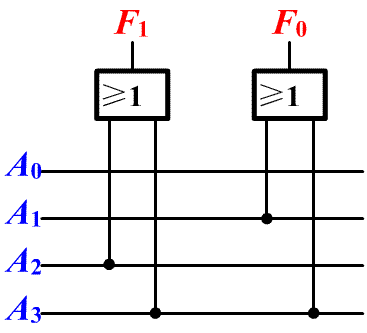 F₁ F₀
≥1 ≥1
A₀
A₁
A₂
A₃